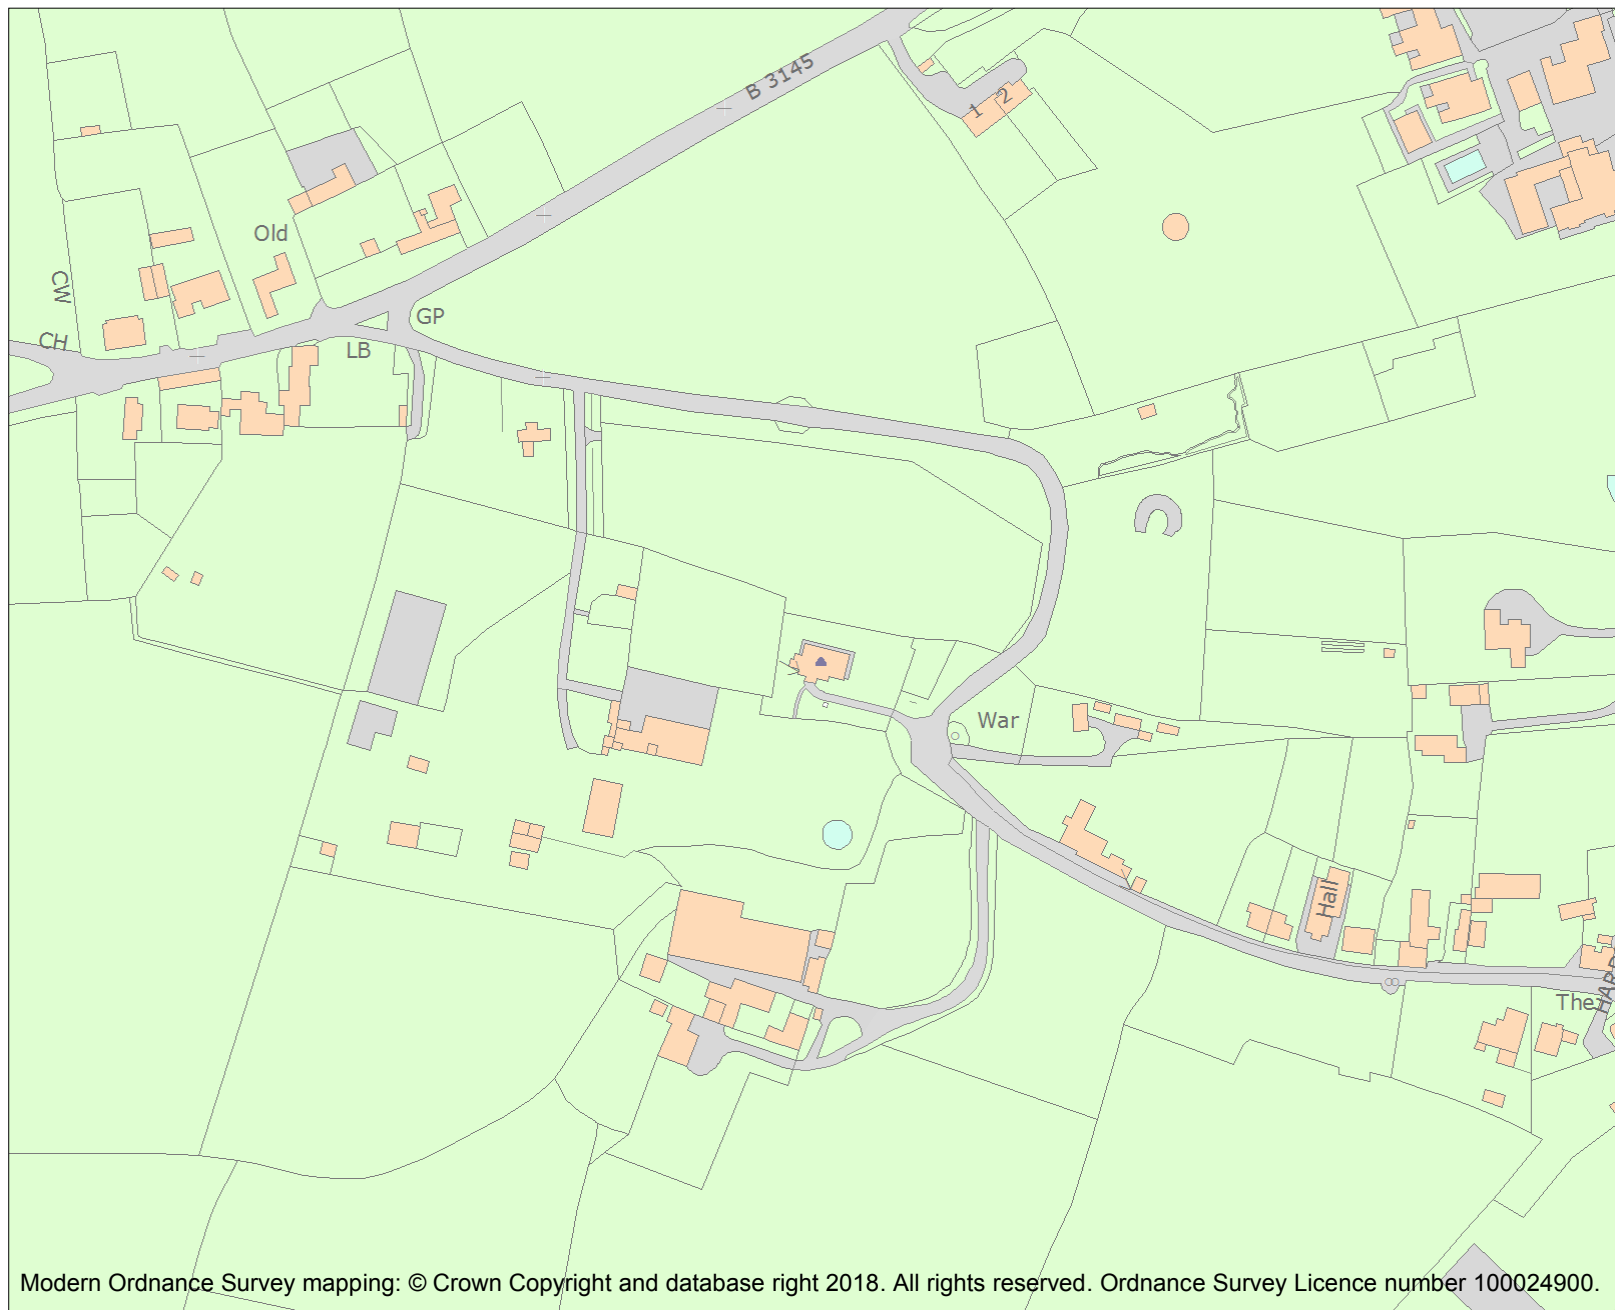 B 3145
1 2
Old
CW
GP
CH
LB
War
Hall
The
HARD
Modern Ordnance Survey mapping: © Crown Copyright and database right 2018. All rights reserved. Ordnance Survey Licence number 100024900.